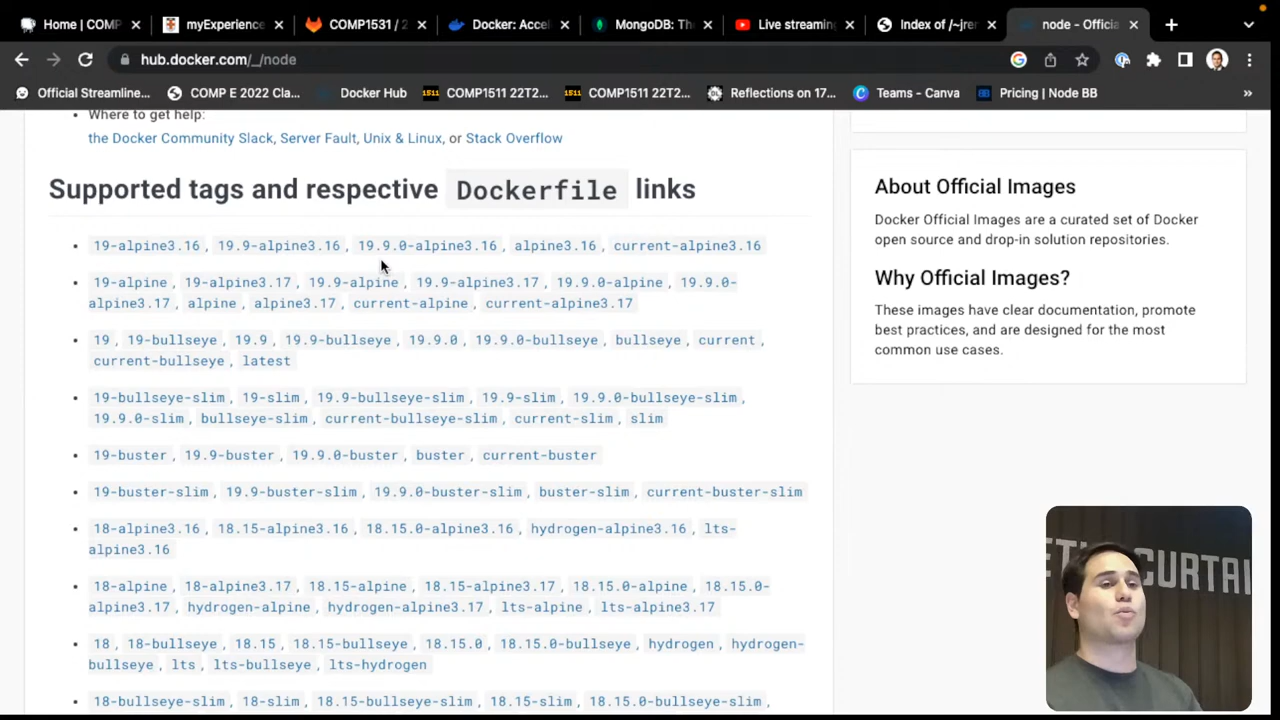 Home | COMP
myExperience
COMP1531 / 2
Docker: Accel
MongoDB: The
Live streamin
Index of /~jre
node - Official
hub.docker.com/_/node
Official Streamline...
COMP E 2022 Cla...
Docker Hub
COMP1511 22T2...
COMP1511 22T2...
Reflections on 17...
Teams - Canva
Pricing | Node BB
»
Where to get help:
the Docker Community Slack, Server Fault, Unix & Linux, or Stack Overflow
Supported tags and respective Dockerfile links
19-alpine3.16, 19.9-alpine3.16, 19.9.0-alpine3.16, alpine3.16, current-alpine3.16
19-alpine, 19-alpine3.17, 19.9-alpine, 19.9-alpine3.17, 19.9.0-alpine, 19.9.0-
alpine3.17, alpine, alpine3.17, current-alpine, current-alpine3.17
19, 19-bullseye, 19.9, 19.9-bullseye, 19.9.0, 19.9.0-bullseye, bullseye, current,
current-bullseye, latest
19-bullseye-slim, 19-slim, 19.9-bullseye-slim, 19.9-slim, 19.9.0-bullseye-slim,
19.9.0-slim, bullseye-slim, current-bullseye-slim, current-slim, slim
19-buster, 19.9-buster, 19.9.0-buster, buster, current-buster
19-buster-slim, 19.9-buster-slim, 19.9.0-buster-slim, buster-slim, current-buster-slim
18-alpine3.16, 18.15-alpine3.16, 18.15.0-alpine3.16, hydrogen-alpine3.16, lts-
alpine3.16
18-alpine, 18-alpine3.17, 18.15-alpine, 18.15-alpine3.17, 18.15.0-alpine, 18.15.0-
alpine3.17, hydrogen-alpine, hydrogen-alpine3.17, lts-alpine, lts-alpine3.17
18, 18-bullseye, 18.15, 18.15-bullseye, 18.15.0, 18.15.0-bullseye, hydrogen, hydrogen-
bullseye, lts, lts-bullseye, lts-hydrogen
18-bullseye-slim, 18-slim, 18.15-bullseye-slim, 18.15-slim, 18.15.0-bullseye-slim,
About Official Images
Docker Official Images are a curated set of Docker
open source and drop-in solution repositories.
Why Official Images?
These images have clear documentation, promote
best practices, and are designed for the most
common use cases.
CURTAI